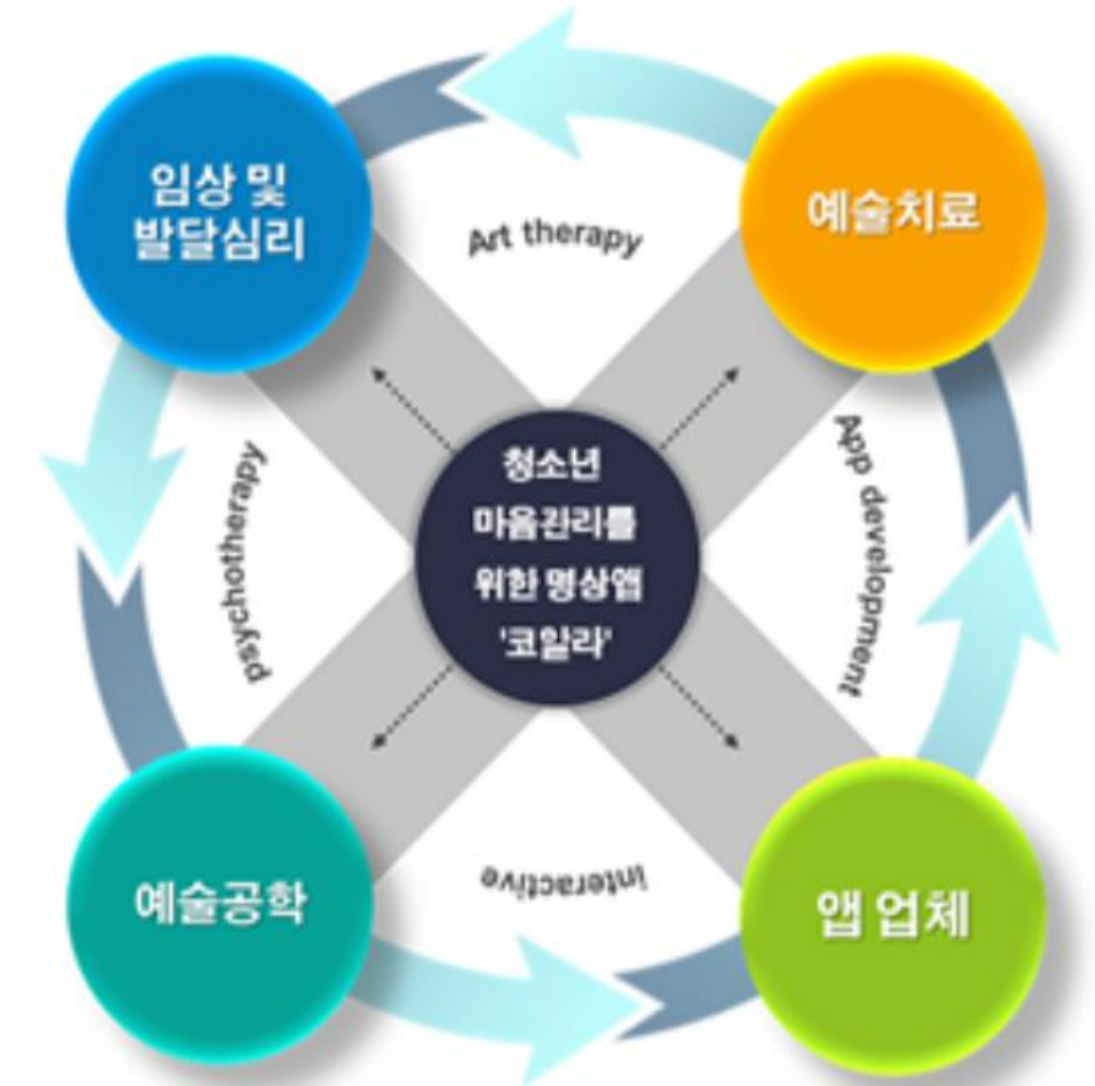 임상 및
발달심리
예술치료
Art therapy
psychotherapy
App development
청소년
마음관리를
위한 명상앱
'코알라'
interactive
예술공학
앱 업체